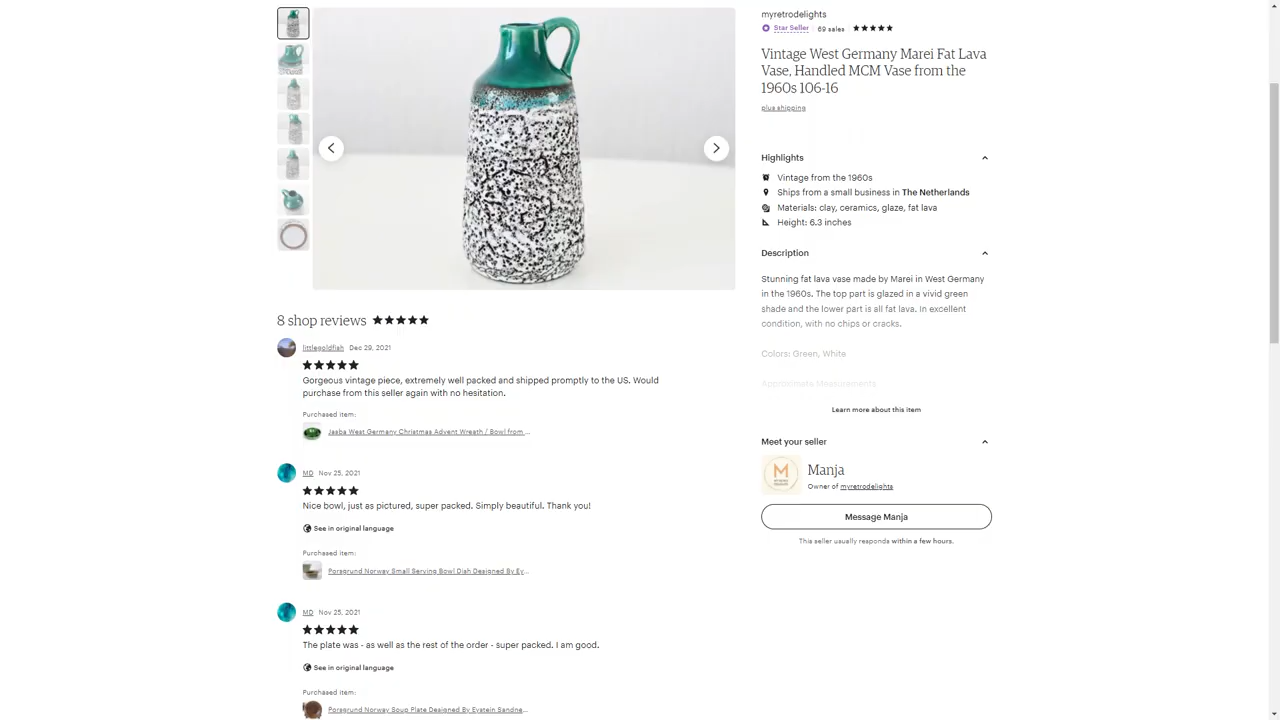 myretrodelights
Star Seller 69 sales
Vintage West Germany Marei Fat Lava
Vase, Handled MCM Vase from the
1960s 106-16
plus shipping
Highlights
Vintage from the 1960s
Ships from a small business in The Netherlands
Materials: clay, ceramics, glaze, fat lava
Height: 6.3 inches
Description
Stunning fat lava vase made by Marei in West Germany
in the 1960s. The top part is glazed in a vivid green
shade and the lower part is all fat lava. In excellent
condition, with no chips or cracks.
Colors: Green, White
Approximate Measurements
Learn more about this item
Meet your seller
M
Manja
Owner of myretrodelights
Message Manja
This seller usually responds within a few hours.
8 shop reviews
littlegoldfish Dec 29, 2021
Gorgeous vintage piece, extremely well packed and shipped promptly to the US. Would
purchase from this seller again with no hesitation.
Purchased item:
Jasba West Germany Christmas Advent Wreath / Bowl from ...
MD Nov 25, 2021
Nice bowl, just as pictured, super packed. Simply beautiful. Thank you!
See in original language
Purchased item:
Porsgrund Norway Small Serving Bowl Dish Designed By Ey...
MD Nov 25, 2021
The plate was - as well as the rest of the order - super packed. I am good.
See in original language
Purchased item:
Porsgrund Norway Soup Plate Designed By Eystein Sandne...